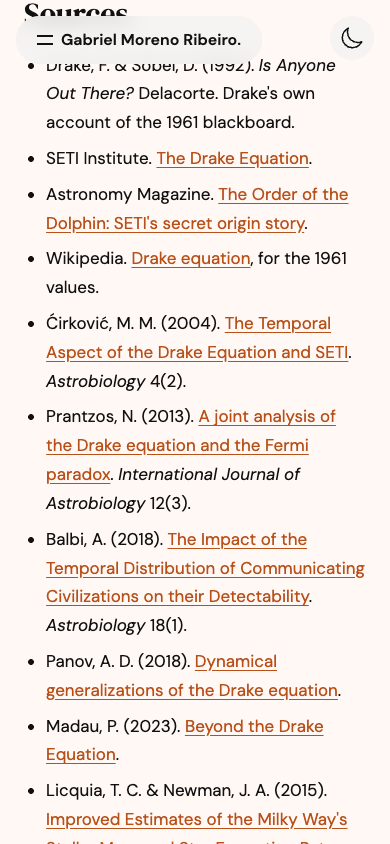 Sources
Gabriel Moreno Ribeiro.
Drake, F. & Sobel, D. (1992). Is Anyone
Out There? Delacorte. Drake's own
account of the 1961 blackboard.
SETI Institute. The Drake Equation.
Astronomy Magazine. The Order of the
Dolphin: SETI's secret origin story.
Wikipedia. Drake equation, for the 1961
values.
Ćirković, M. M. (2004). The Temporal
Aspect of the Drake Equation and SETI.
Astrobiology 4(2).
Prantzos, N. (2013). A joint analysis of
the Drake equation and the Fermi
paradox. International Journal of
Astrobiology 12(3).
Balbi, A. (2018). The Impact of the
Temporal Distribution of Communicating
Civilizations on their Detectability.
Astrobiology 18(1).
Panov, A. D. (2018). Dynamical
generalizations of the Drake equation.
Madau, P. (2023). Beyond the Drake
Equation.
Licquia, T. C. & Newman, J. A. (2015).
Improved Estimates of the Milky Way's